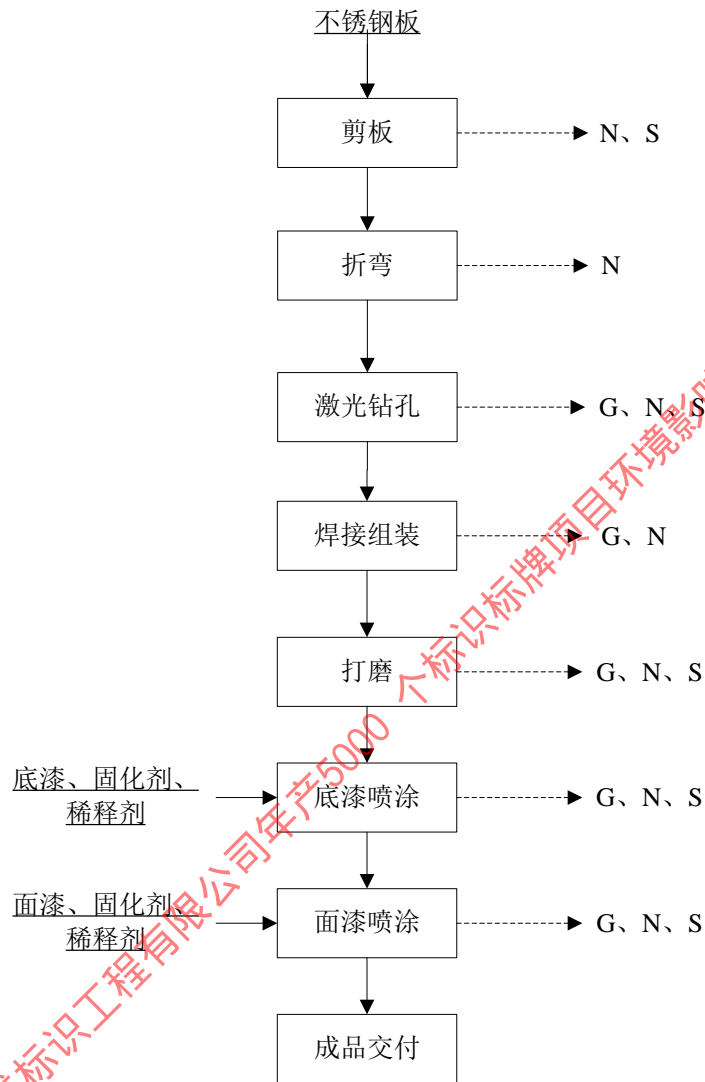 不锈钢板
剪板
N、S
折弯
N
激光钻孔
G、N、S
焊接组装
G、N
打磨
G、N、S
底漆、固化剂、
稀释剂
底漆喷涂
G、N、S
面漆、固化剂、
稀释剂
面漆喷涂
G、N、S
成品交付
标识工程有限公司年产5000 个标识标牌项目环境影